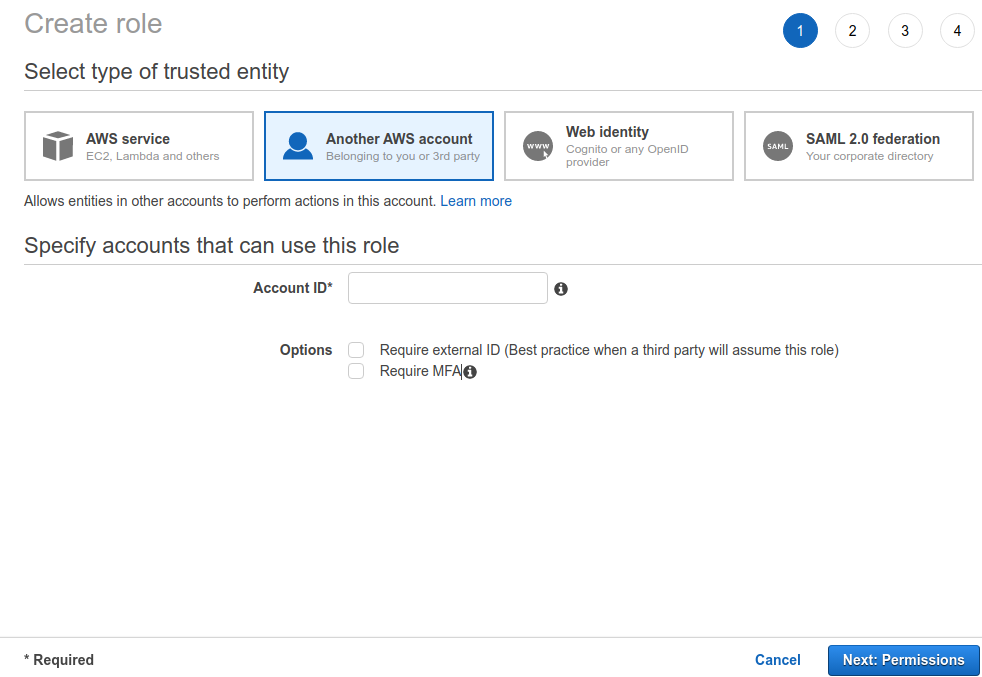 Create role
1 2 3 4
Select type of trusted entity
AWS service
EC2, Lambda and others
Another AWS account
Belonging to you or 3rd party
www
Web identity
Cognito or any OpenID
provider
SAML
SAML 2.0 federation
Your corporate directory
Allows entities in other accounts to perform actions in this account. Learn more
Specify accounts that can use this role
Account ID*
Options
Require external ID (Best practice when a third party will assume this role)
Require MFA
* Required
Cancel
Next: Permissions